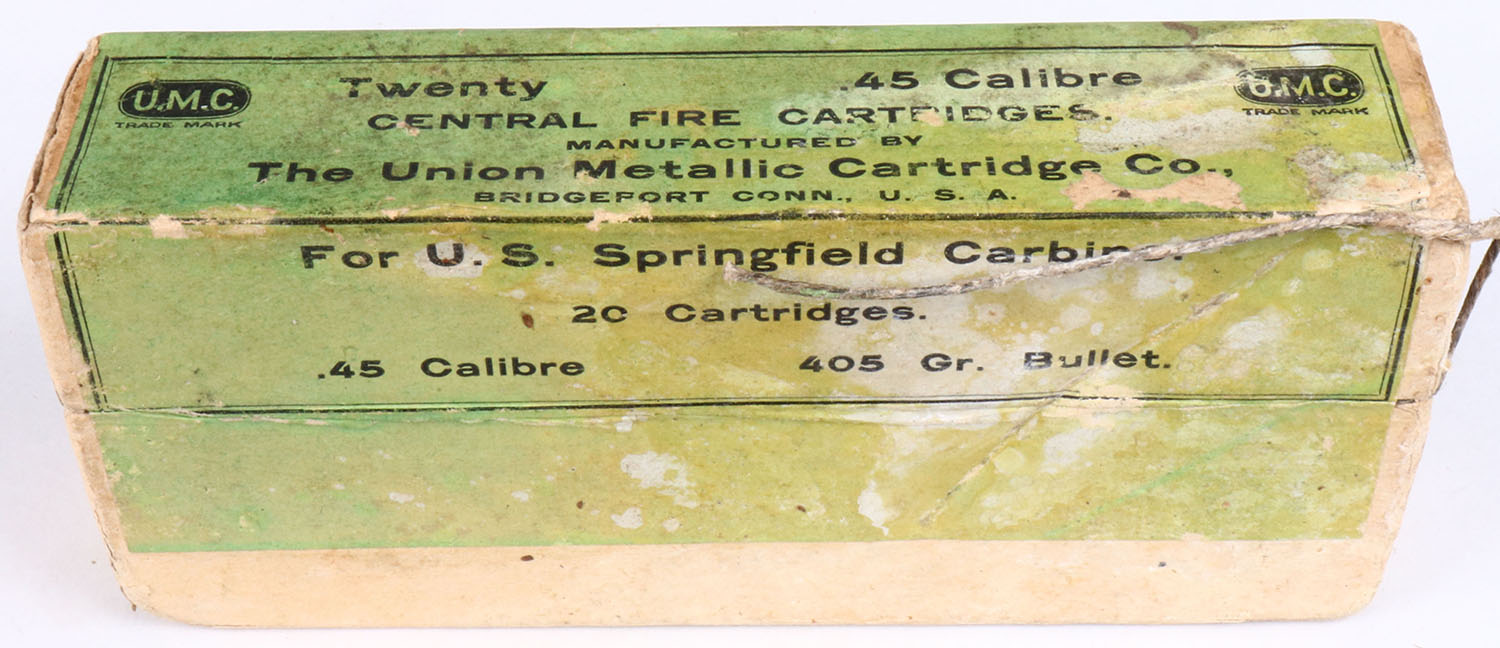 U.M.C. Twenty .45 Calibre U.M.C.
TRADE MARK CENTRAL FIRE CARTRIDGES. TRADE MARK
MANUFACTURED BY
The Union Metallic Cartridge Co.,
BRIDGEPORT CONN., U. S. A.
For U. S. Springfield Carbine.
20 Cartridges.
.45 Calibre 405 Gr. Bullet.